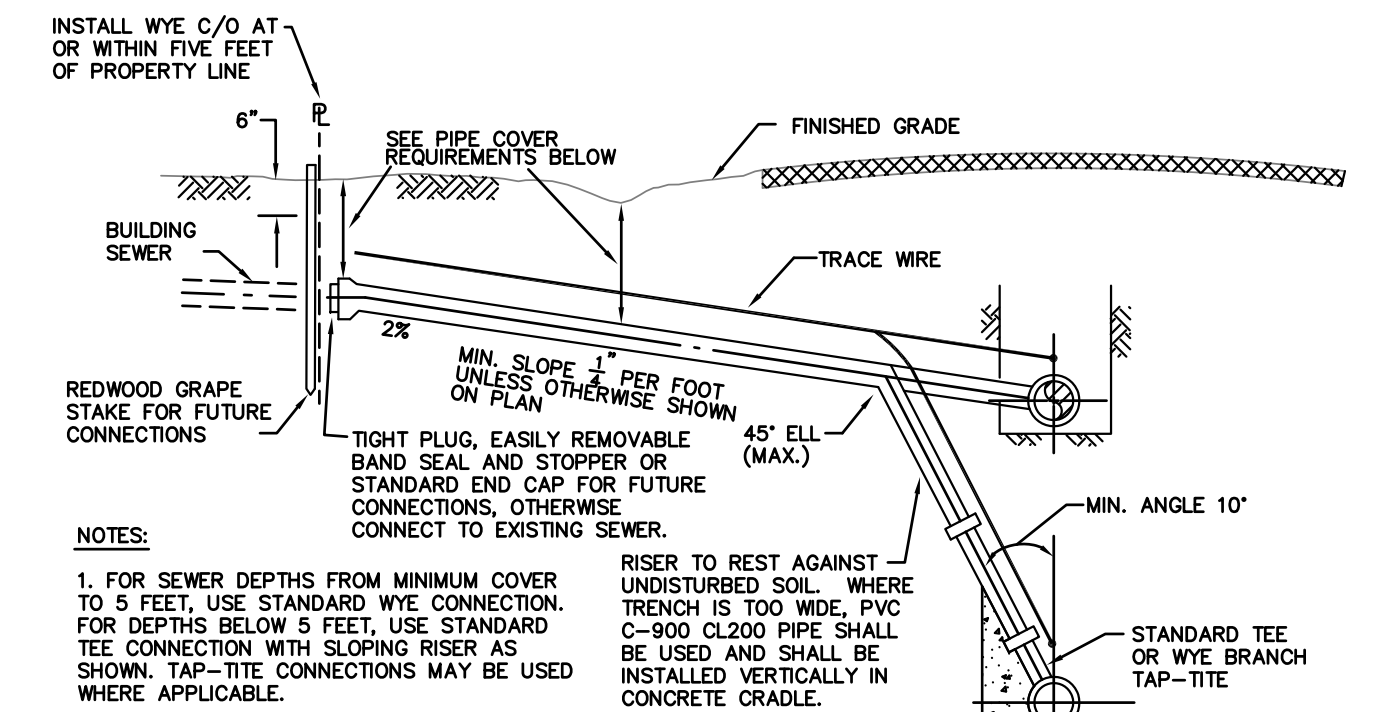 INSTALL WYE C/O AT
OR WITHIN FIVE FEET
OF PROPERTY LINE
PL
6"
SEE PIPE COVER
REQUIREMENTS BELOW
FINISHED GRADE
BUILDING
SEWER
TRACE WIRE
2%
MIN. SLOPE 1/4" PER FOOT
UNLESS OTHERWISE SHOWN
ON PLAN
REDWOOD GRAPE
STAKE FOR FUTURE
CONNECTIONS
TIGHT PLUG, EASILY REMOVABLE
BAND SEAL AND STOPPER OR
STANDARD END CAP FOR FUTURE
CONNECTIONS, OTHERWISE
CONNECT TO EXISTING SEWER.
45° ELL
(MAX.)
MIN. ANGLE 10°
NOTES:
1. FOR SEWER DEPTHS FROM MINIMUM COVER
TO 5 FEET, USE STANDARD WYE CONNECTION.
FOR DEPTHS BELOW 5 FEET, USE STANDARD
TEE CONNECTION WITH SLOPING RISER AS
SHOWN. TAP-TITE CONNECTIONS MAY BE USED
WHERE APPLICABLE.
RISER TO REST AGAINST
UNDISTURBED SOIL. WHERE
TRENCH IS TOO WIDE, PVC
C-900 CL200 PIPE SHALL
BE USED AND SHALL BE
INSTALLED VERTICALLY IN
CONCRETE CRADLE.
STANDARD TEE
OR WYE BRANCH
TAP-TITE